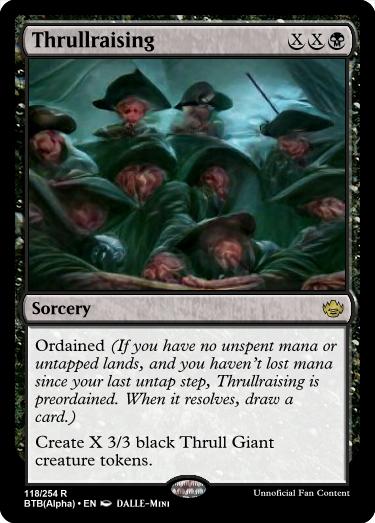 Thrullraising XX
Sorcery
Ordained (If you have no unspent mana or
untapped lands, and you haven't lost mana
since your last untap step, Thrullraising is
preordained. When it resolves, draw a
card.)
Create X 3/3 black Thrull Giant
creature tokens.
118/254 R
BTB(Alpha) • EN DALLE-Mini
Unofficial Fan Content